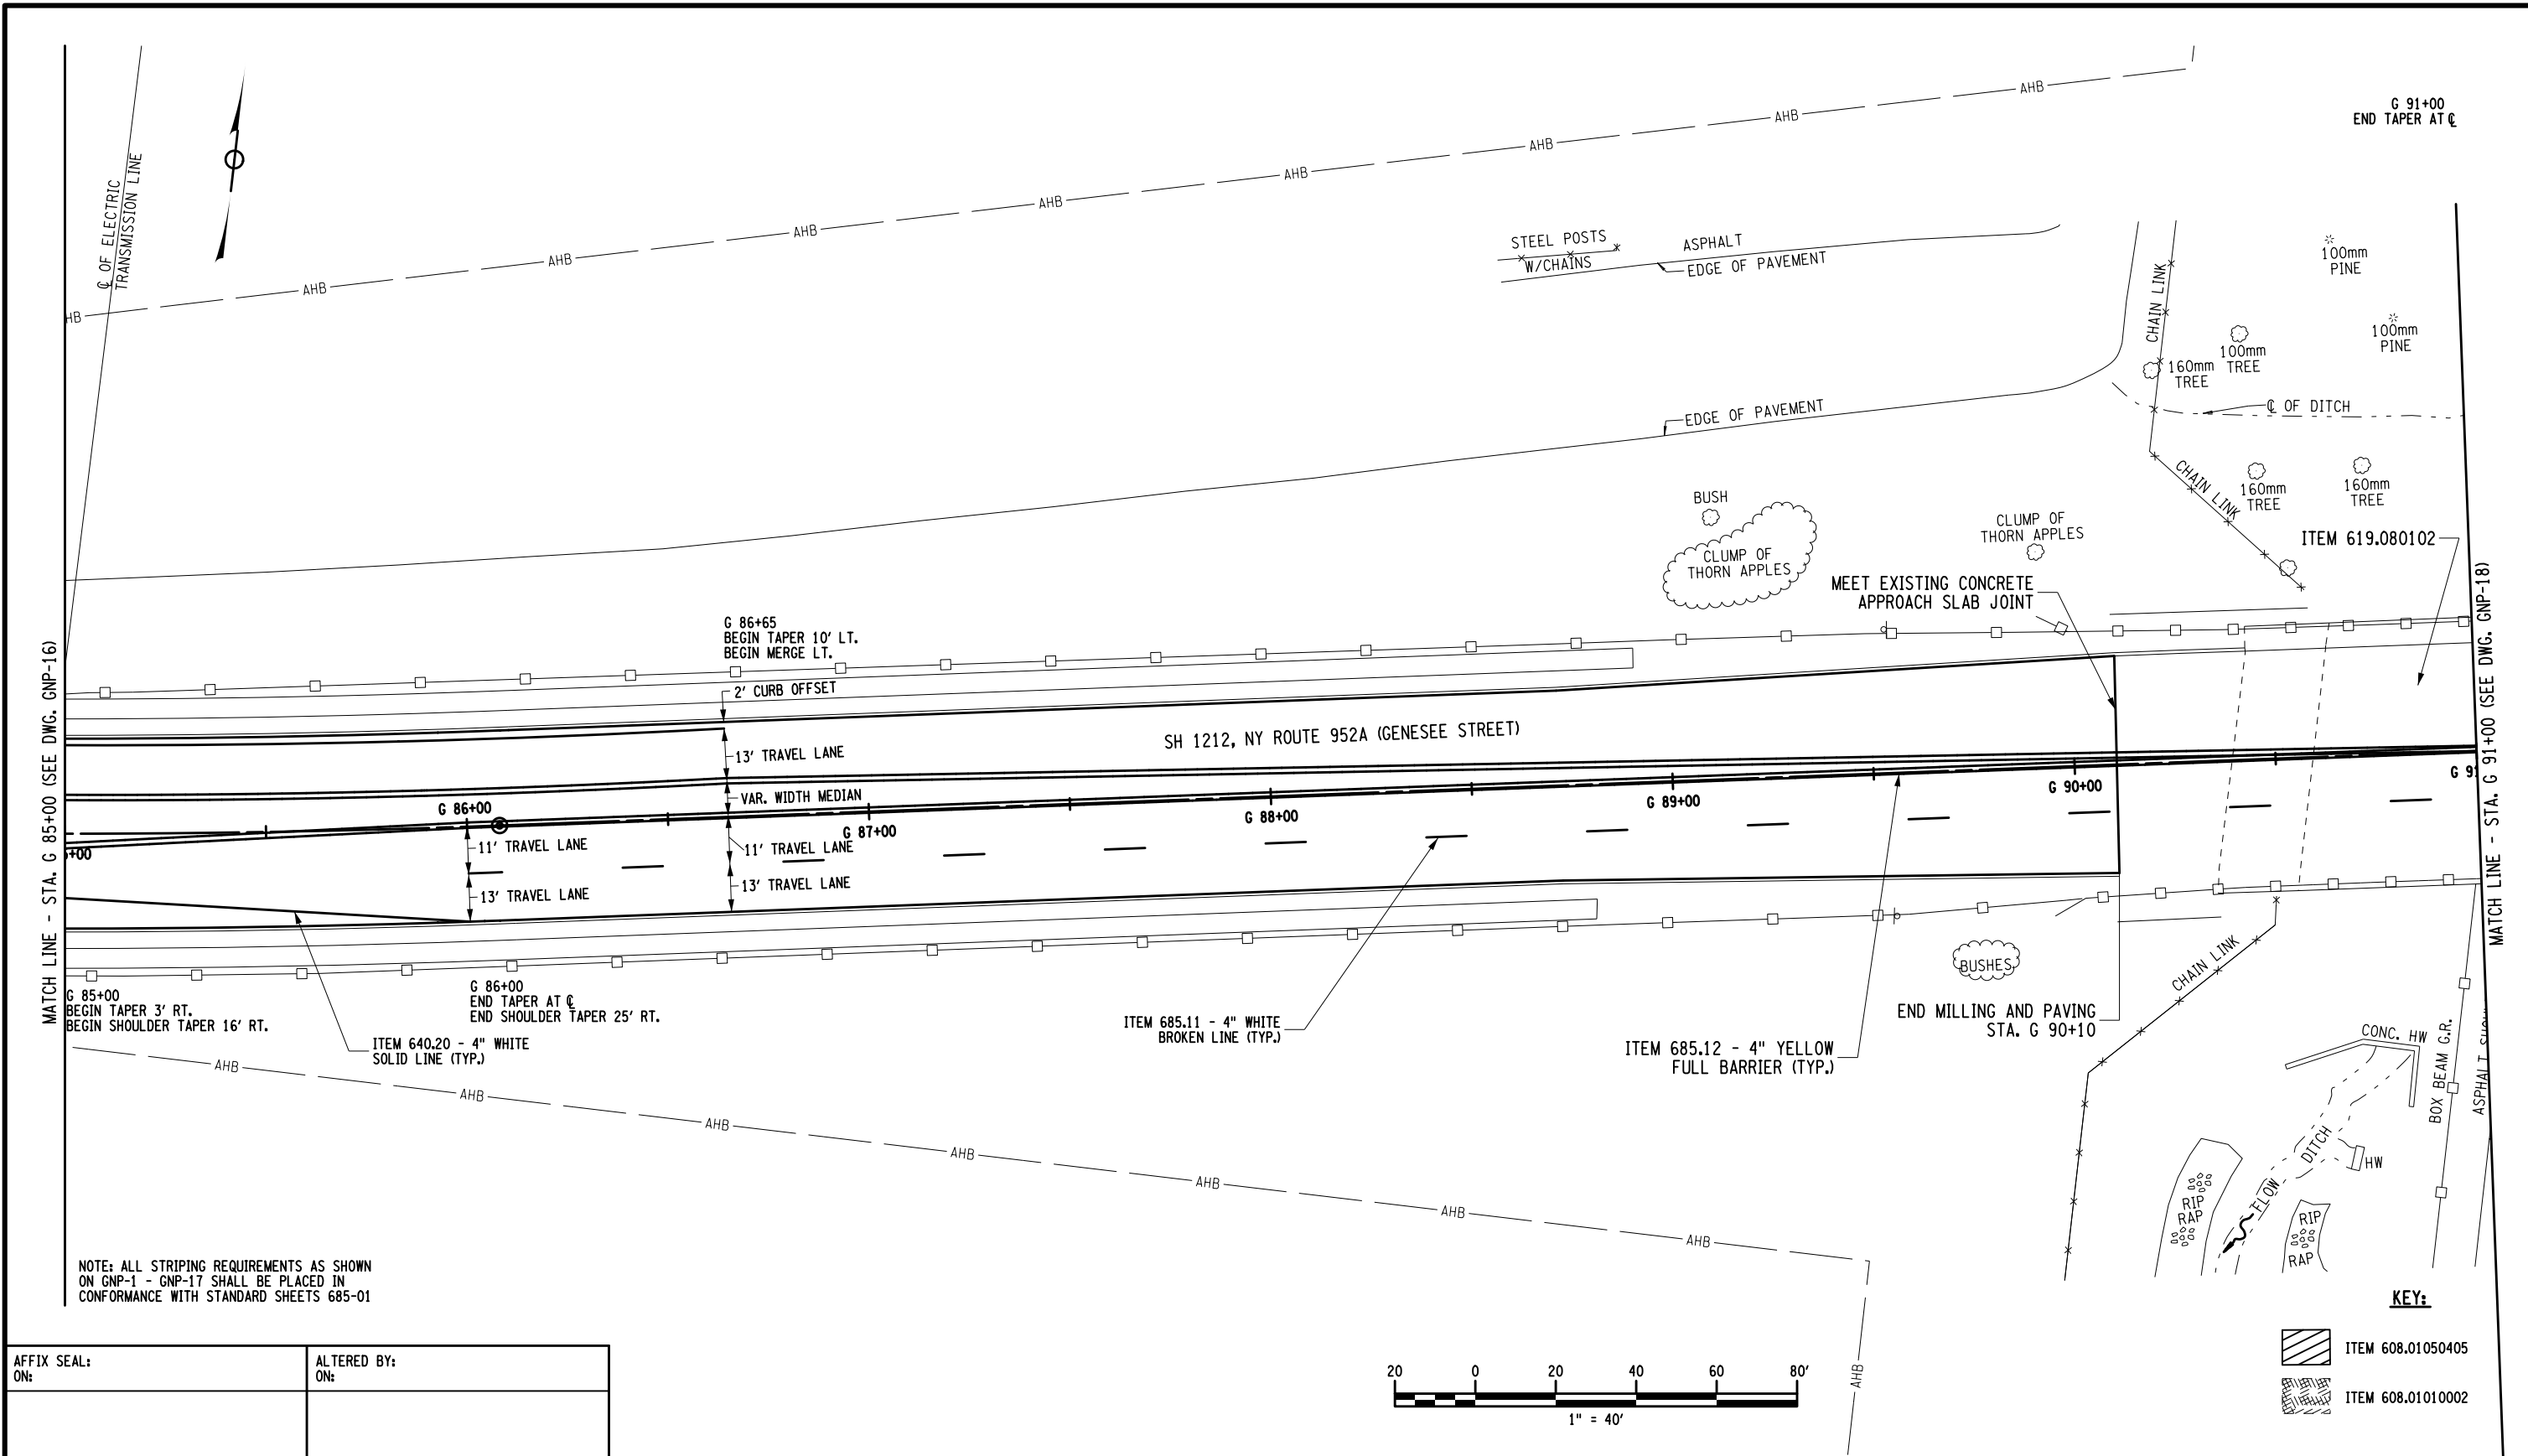 AHB
AHB
AHB
AHB
AHB
AHB
AHB
AHB
HB
G 91+00
END TAPER AT ℄
℄ OF ELECTRIC
TRANSMISSION LINE
STEEL POSTS
W/CHAINS
ASPHALT
EDGE OF PAVEMENT
CHAIN LINK
100mm
PINE
100mm
PINE
100mm
TREE
160mm
TREE
℄ OF DITCH
EDGE OF PAVEMENT
CHAIN LINK
160mm
TREE
160mm
TREE
BUSH
CLUMP OF
THORN APPLES
CLUMP OF
THORN APPLES
ITEM 619.080102
MEET EXISTING CONCRETE
APPROACH SLAB JOINT
MATCH LINE - STA. G 85+00 (SEE DWG. GNP-16)
MATCH LINE - STA. G 91+00 (SEE DWG. GNP-18)
G 86+65
BEGIN TAPER 10' LT.
BEGIN MERGE LT.
2' CURB OFFSET
13' TRAVEL LANE
SH 1212, NY ROUTE 952A (GENESEE STREET)
VAR. WIDTH MEDIAN
+00
G 86+00
G 87+00
G 88+00
G 89+00
G 90+00
G 91
11' TRAVEL LANE
13' TRAVEL LANE
11' TRAVEL LANE
13' TRAVEL LANE
G 85+00
BEGIN TAPER 3' RT.
BEGIN SHOULDER TAPER 16' RT.
G 86+00
END TAPER AT ℄
END SHOULDER TAPER 25' RT.
ITEM 640.20 - 4" WHITE
SOLID LINE (TYP.)
ITEM 685.11 - 4" WHITE
BROKEN LINE (TYP.)
ITEM 685.12 - 4" YELLOW
FULL BARRIER (TYP.)
BUSHES
END MILLING AND PAVING
STA. G 90+10
CHAIN LINK
CONC. HW
BOX BEAM G.R.
ASPHALT
DITCH
HW
FLOW
RIP
RAP
RIP
RAP
AHB
AHB
AHB
AHB
AHB
AHB
AHB
AHB
NOTE: ALL STRIPING REQUIREMENTS AS SHOWN
ON GNP-1 - GNP-17 SHALL BE PLACED IN
CONFORMANCE WITH STANDARD SHEETS 685-01
KEY:
ITEM 608.01050405
ITEM 608.01010002
AFFIX SEAL:
ON:
ALTERED BY:
ON:
20 0 20 40 60 80'
1" = 40'